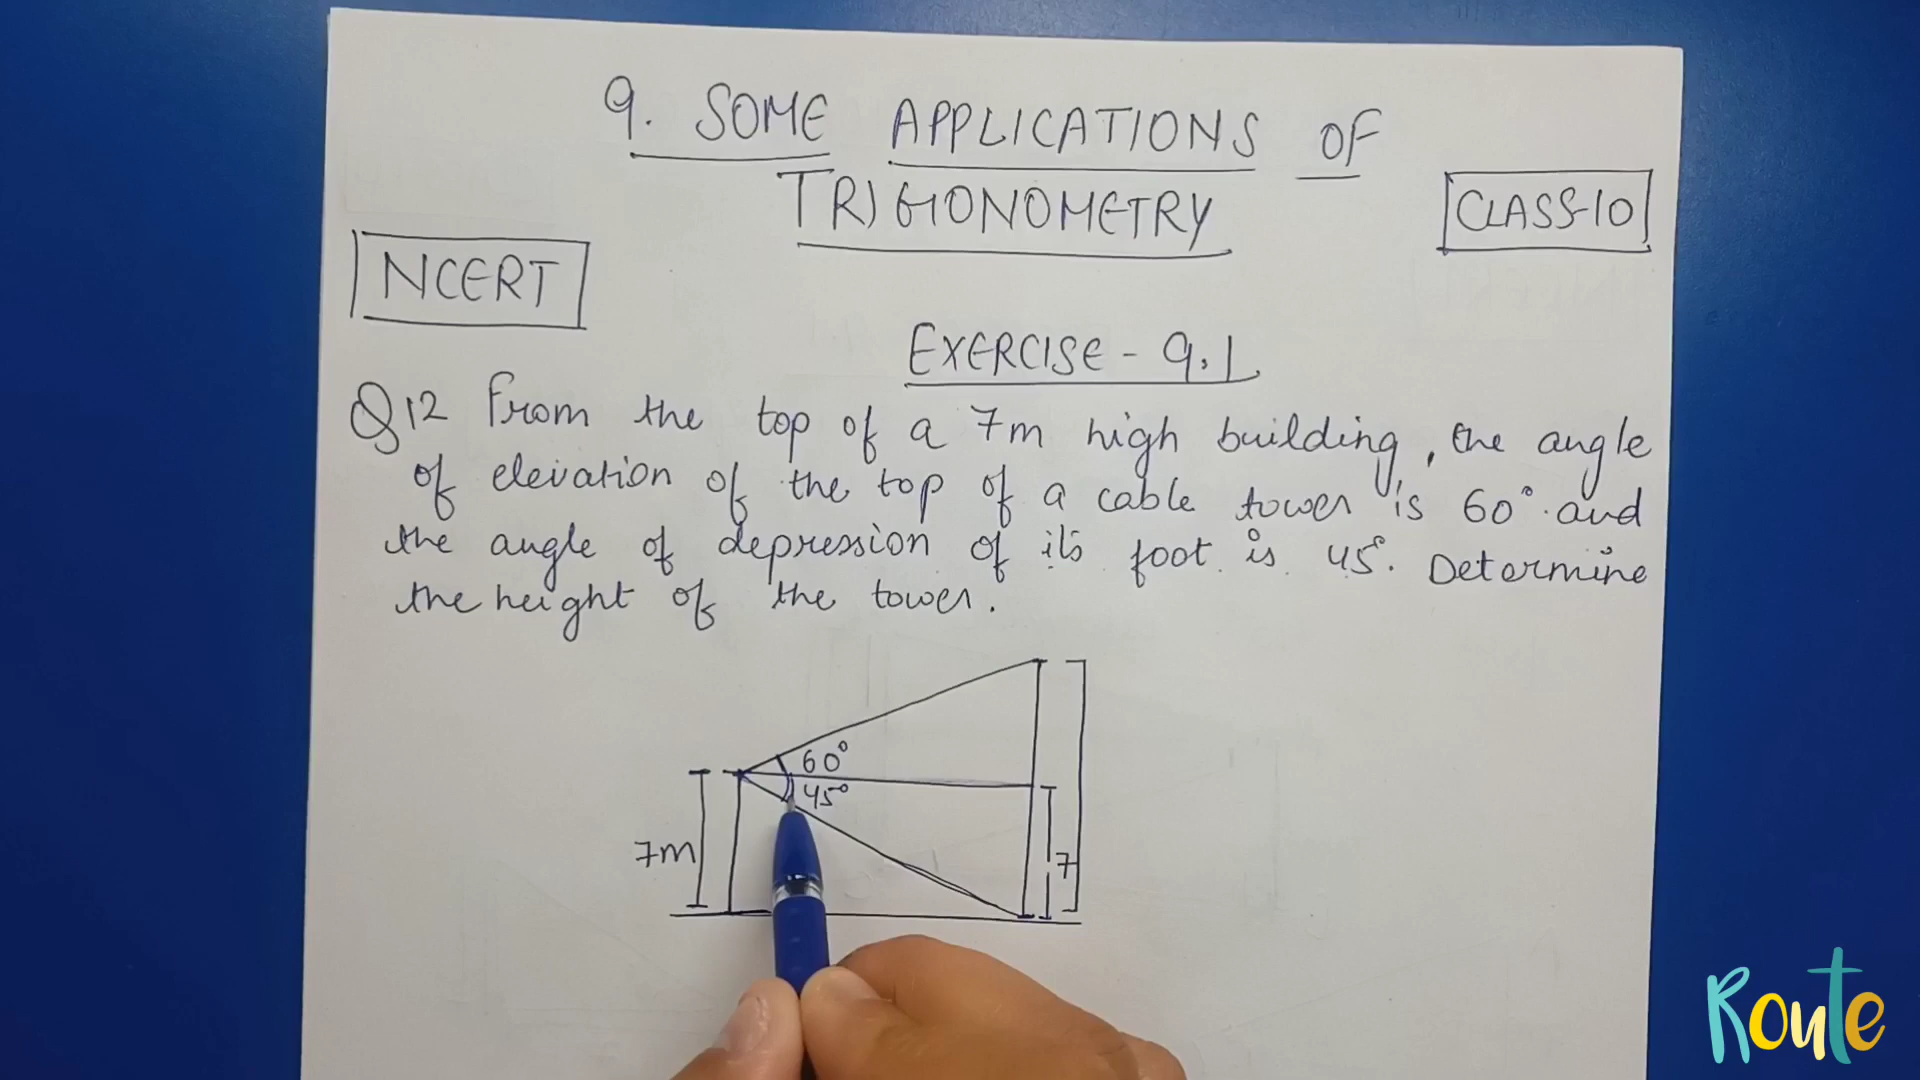 9. SOME APPLICATIONS OF
TRIGONOMETRY
CLASS-10
NCERT
EXERCISE - 9.1
Q12 From the top of a 7m high building, the angle
of elevation of the top of a cable tower is 60° and
the angle of depression of its foot is 45°. Determine
the height of the tower.
60°
45°
7m
7
Route